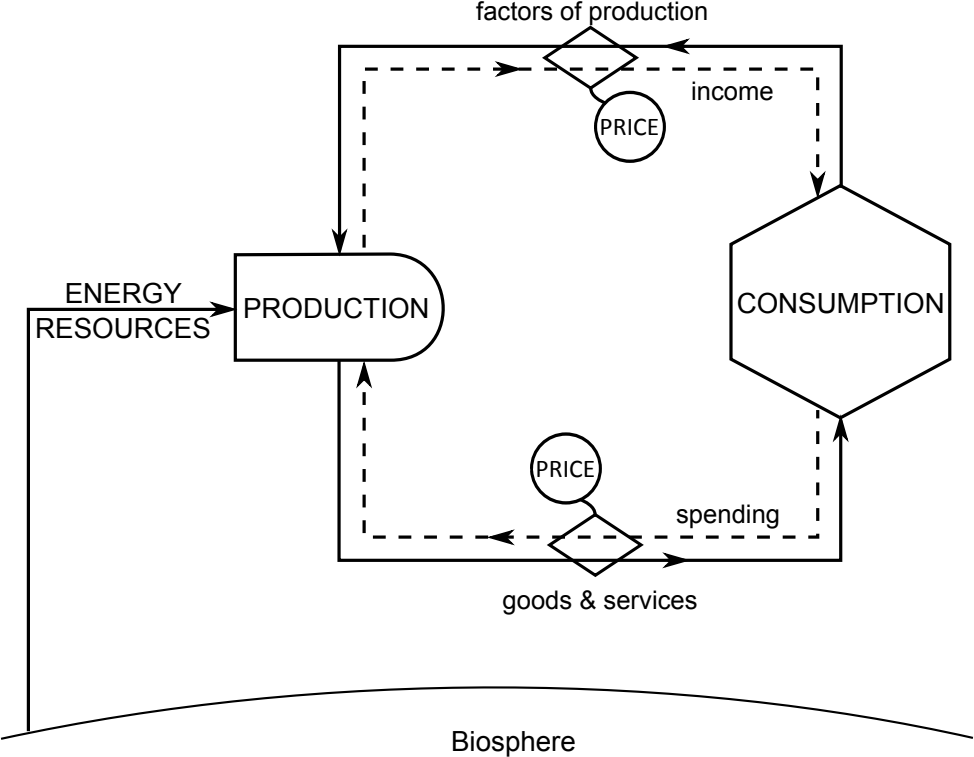 factors of production
income
PRICE
ENERGY
RESOURCES
PRODUCTION
CONSUMPTION
PRICE
spending
goods & services
Biosphere